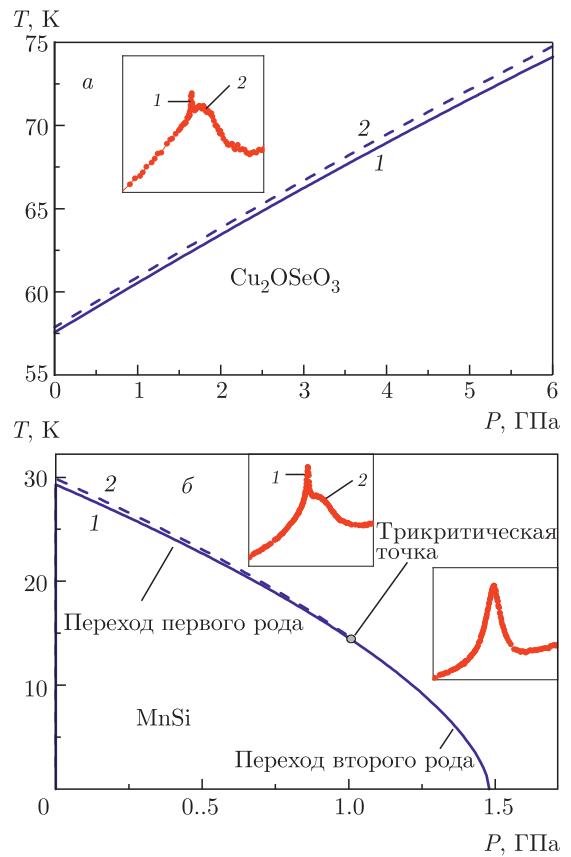 T, K
75
а
1
2
70
2
1
65
Cu₂OSeO₃
60
55
0
1
2
3
4
5
6
P, ГПа
T, K
30
2
б
1
2
1
Трикритическая
точка
20
Переход первого рода
10
MnSi
Переход второго рода
0
0..5
1.0
1.5
P, ГПа